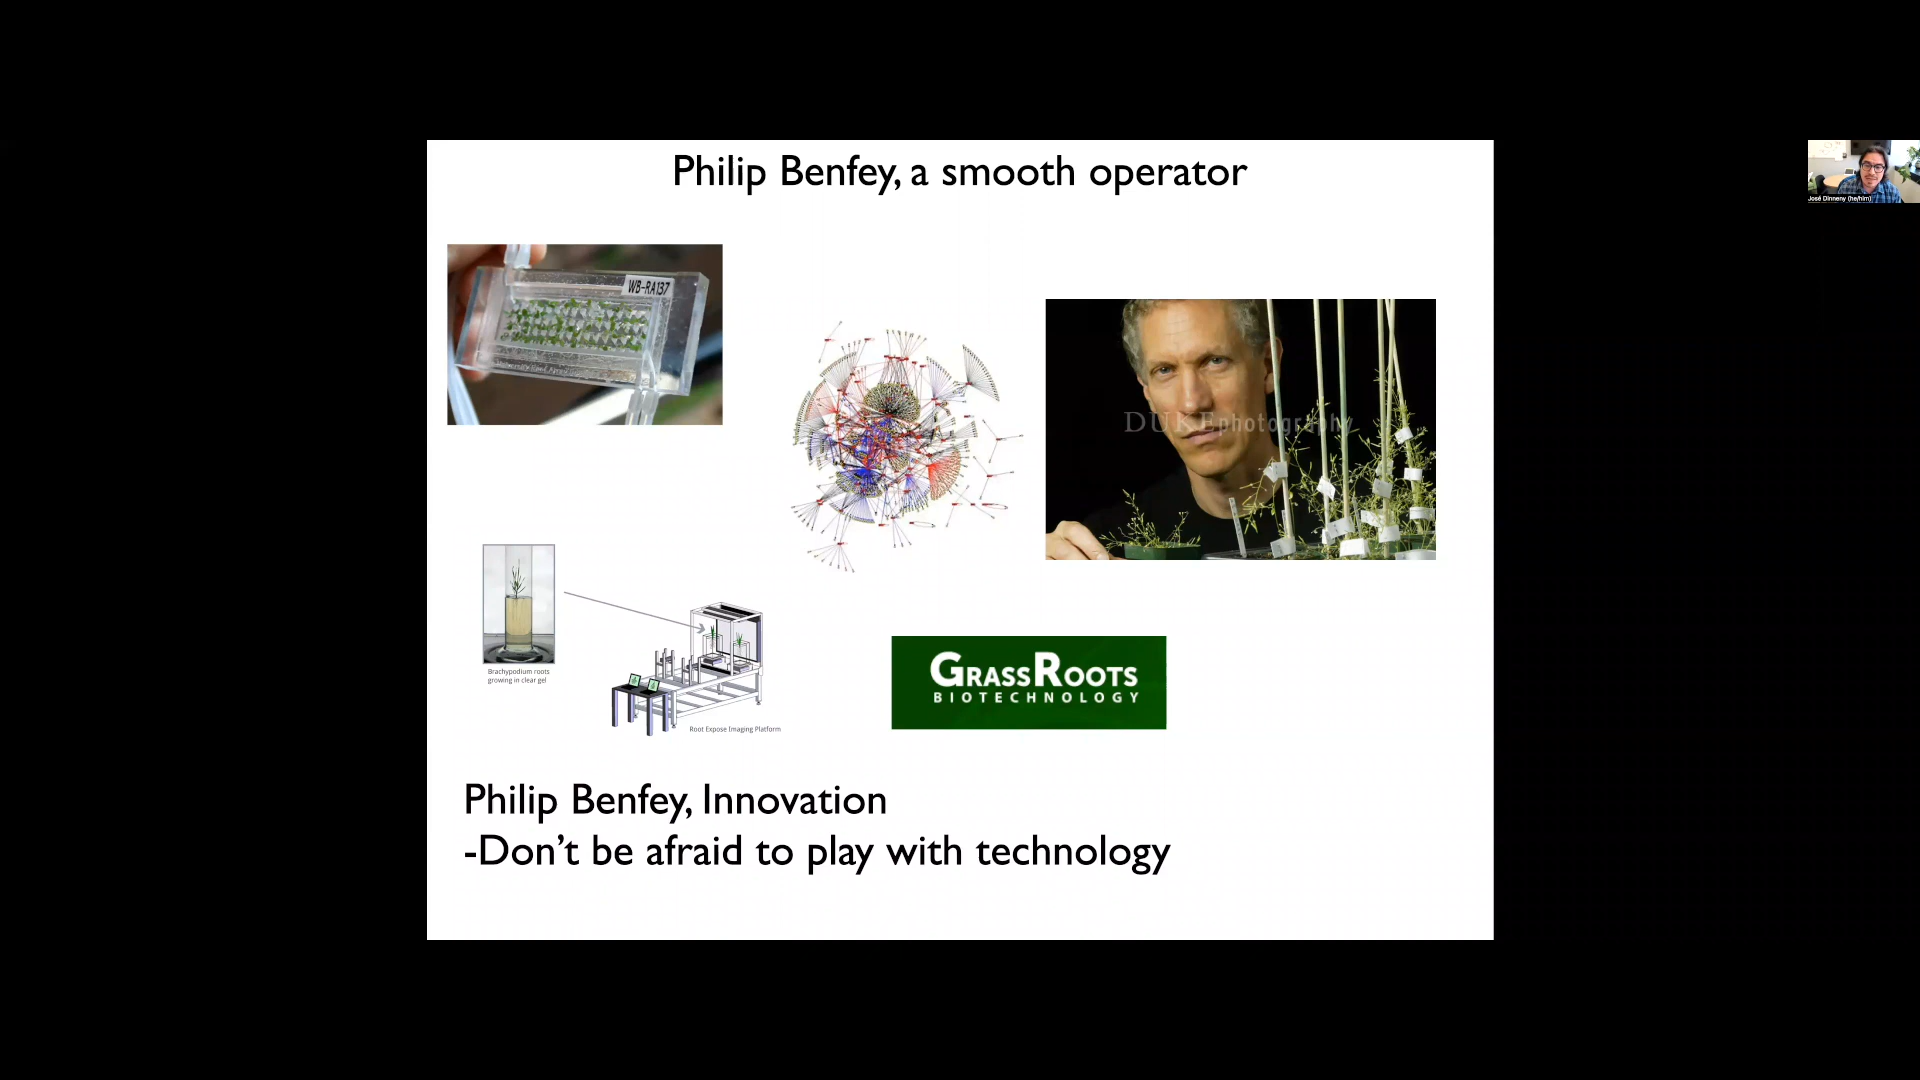 Philip Benfey, a smooth operator
WB-RA137
DUKEphotography
Brachypodium roots
growing in clear gel
Root Expose Imaging Platform
GRASSROOTS
BIOTECHNOLOGY
Philip Benfey, Innovation
-Don't be afraid to play with technology
José Dinneny (he/him)